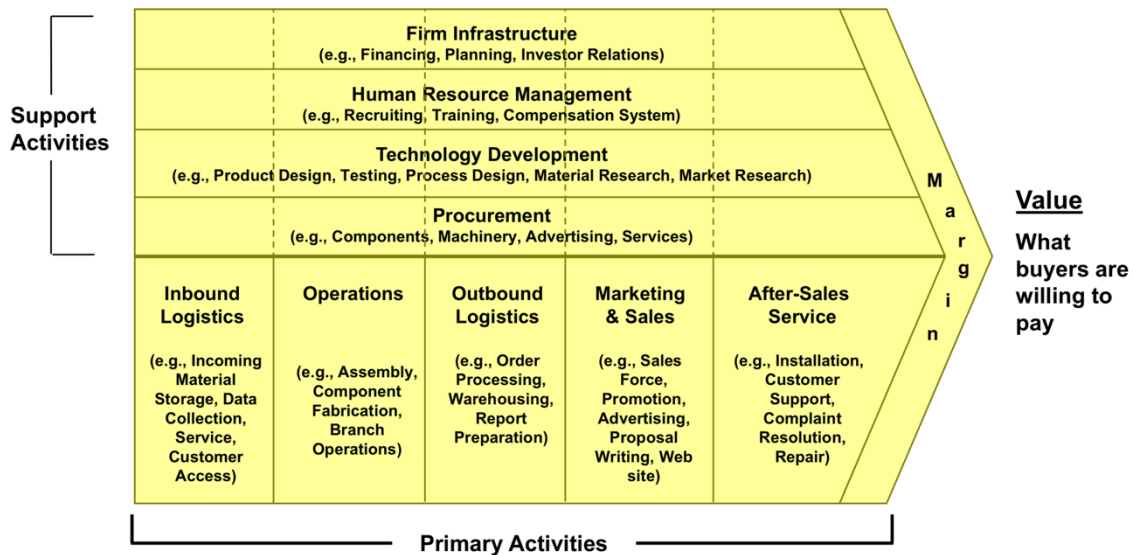 Firm Infrastructure
(e.g., Financing, Planning, Investor Relations)
Human Resource Management
(e.g., Recruiting, Training, Compensation System)
Support
Activities
Technology Development
(e.g., Product Design, Testing, Process Design, Material Research, Market Research)
Procurement
(e.g., Components, Machinery, Advertising, Services)
Inbound
Logistics
(e.g., Incoming
Material
Storage, Data
Collection,
Service,
Customer
Access)
Operations
(e.g., Assembly,
Component
Fabrication,
Branch
Operations)
Outbound
Logistics
(e.g., Order
Processing,
Warehousing,
Report
Preparation)
Marketing
& Sales
(e.g., Sales
Force,
Promotion,
Advertising,
Proposal
Writing, Web
site)
After-Sales
Service
(e.g., Installation,
Customer
Support,
Complaint
Resolution,
Repair)
Margin
Value
What
buyers are
willing to
pay
Primary Activities